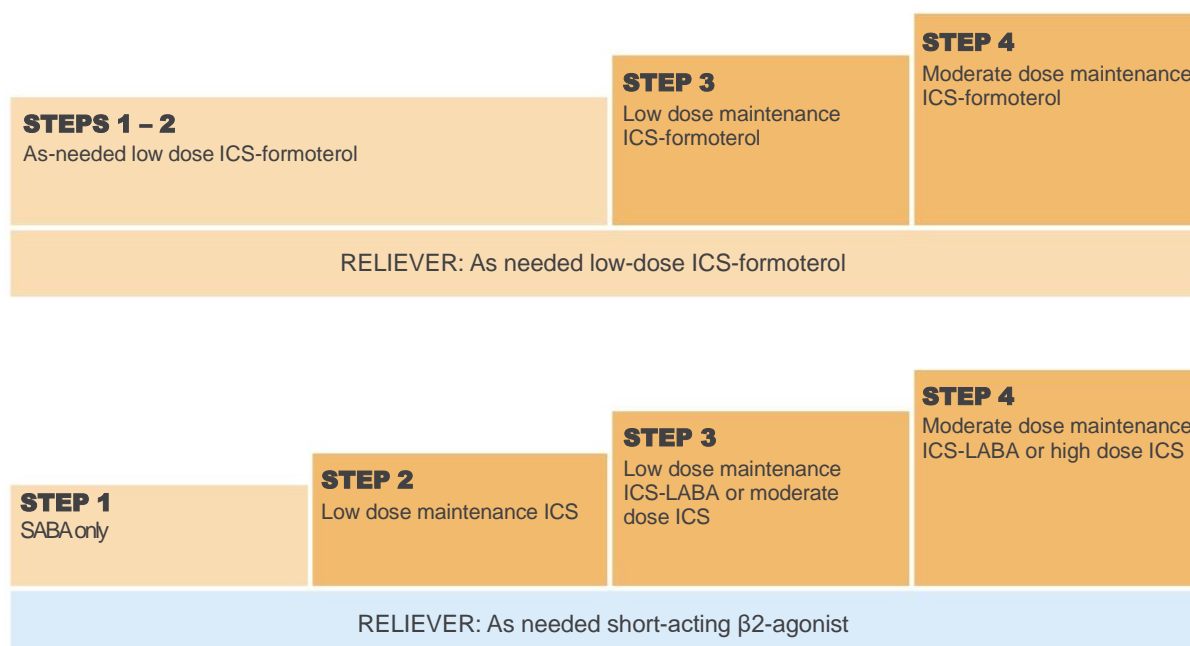 STEPS 1 – 2
As-needed low dose ICS-formoterol
STEP 3
Low dose maintenance
ICS-formoterol
STEP 4
Moderate dose maintenance
ICS-formoterol
RELIEVER: As needed low-dose ICS-formoterol
STEP 1
SABA only
STEP 2
Low dose maintenance ICS
STEP 3
Low dose maintenance
ICS-LABA or moderate
dose ICS
STEP 4
Moderate dose maintenance
ICS-LABA or high dose ICS
RELIEVER: As needed short-acting β2-agonist